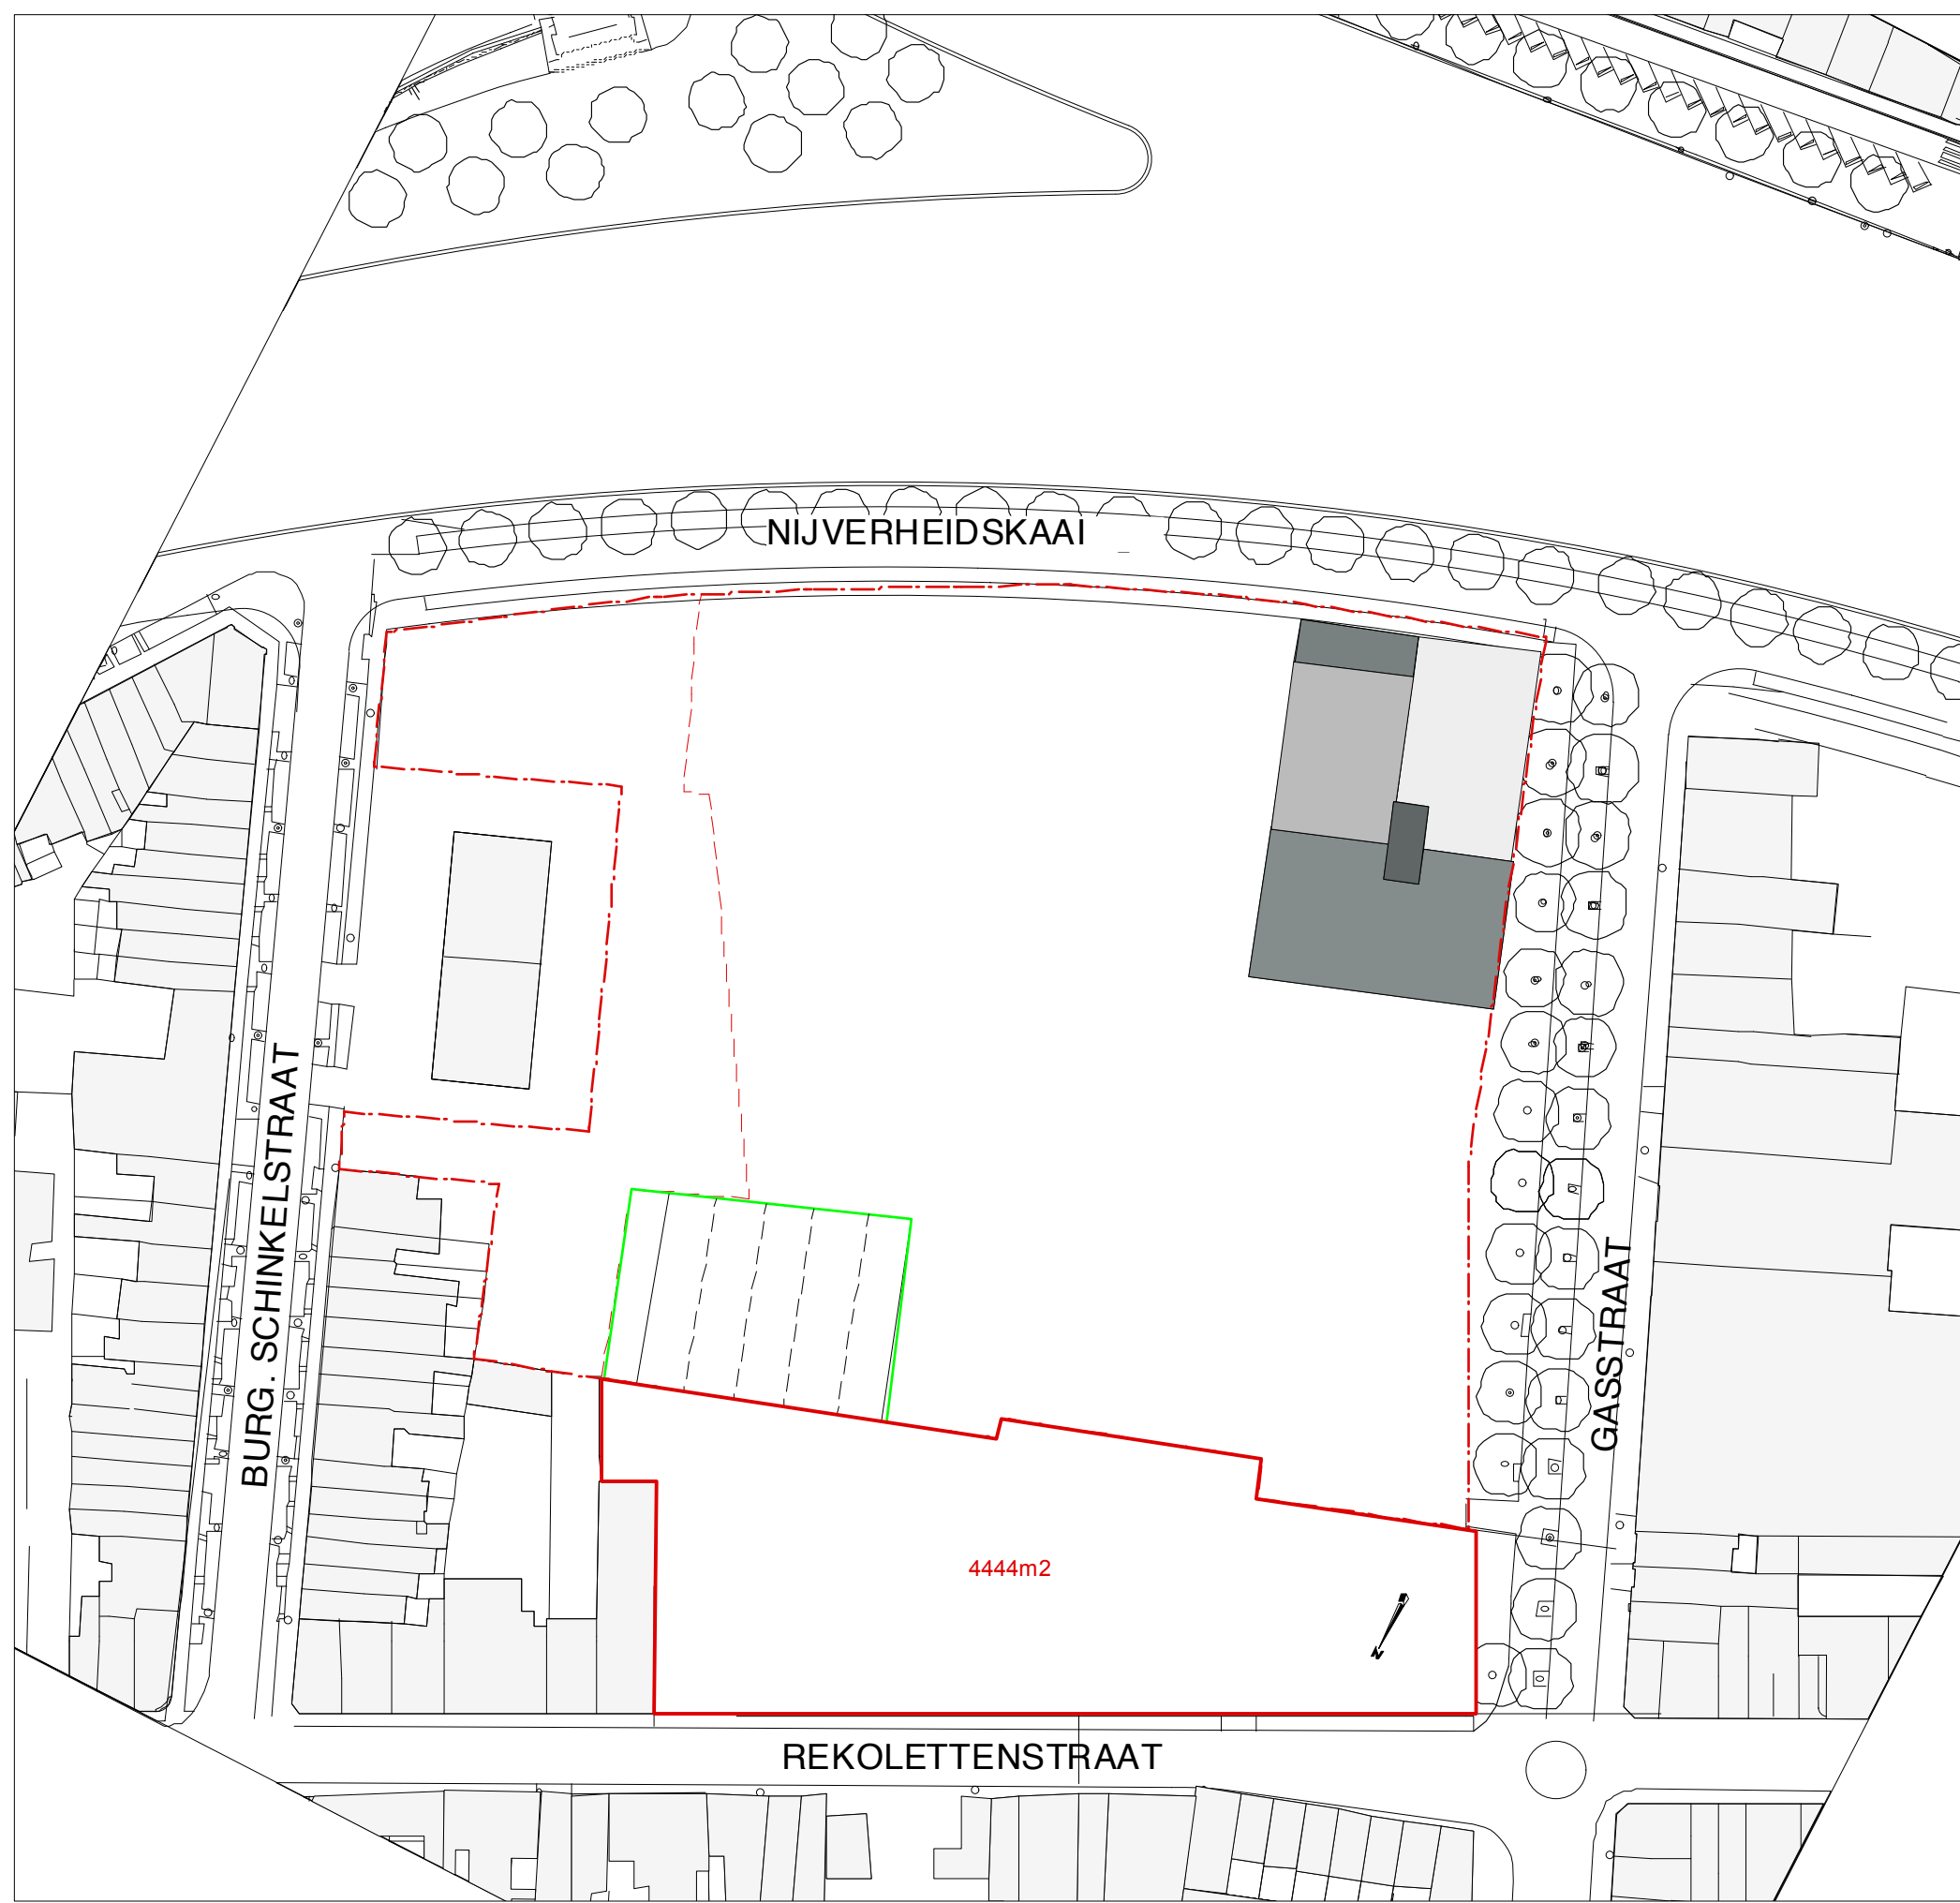 NIJVERHEIDSKAAI
BURG. SCHINKELSTRAAT
GASSTRAAT
4444m2
N
REKOLETTENSTRAAT